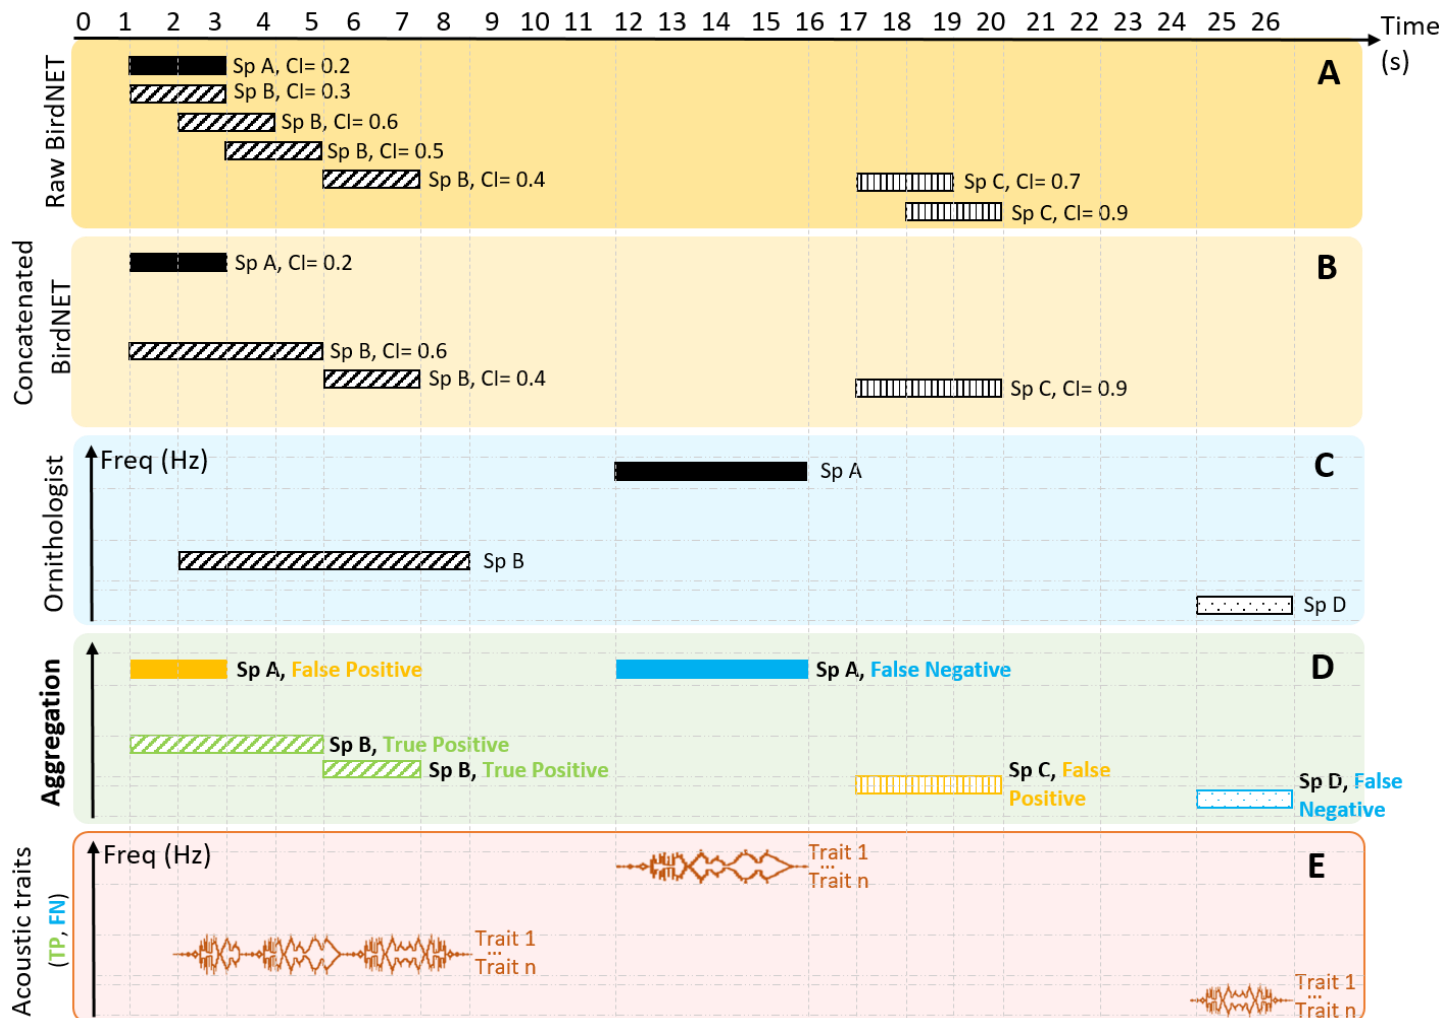 0 1 2 3 4 5 6 7 8 9 10 11 12 13 14 15 16 17 18 19 20 21 22 23 24 25 26 Time
(s)
Raw BirdNET
A
Sp A, CI= 0.2
Sp B, CI= 0.3
Sp B, CI= 0.6
Sp B, CI= 0.5
Sp B, CI= 0.4
Sp C, CI= 0.7
Sp C, CI= 0.9
Concatenated
BirdNET
B
Sp A, CI= 0.2
Sp B, CI= 0.6
Sp B, CI= 0.4
Sp C, CI= 0.9
Ornithologist
Freq (Hz)
C
Sp A
Sp B
Sp D
Aggregation
D
Sp A, False Positive
Sp A, False Negative
Sp B, True Positive
Sp B, True Positive
Sp C, False
Positive
Sp D, False
Negative
Acoustic traits
(TP, FN)
Freq (Hz)
E
Trait 1
...
Trait n
Trait 1
...
Trait n
Trait 1
...
Trait n